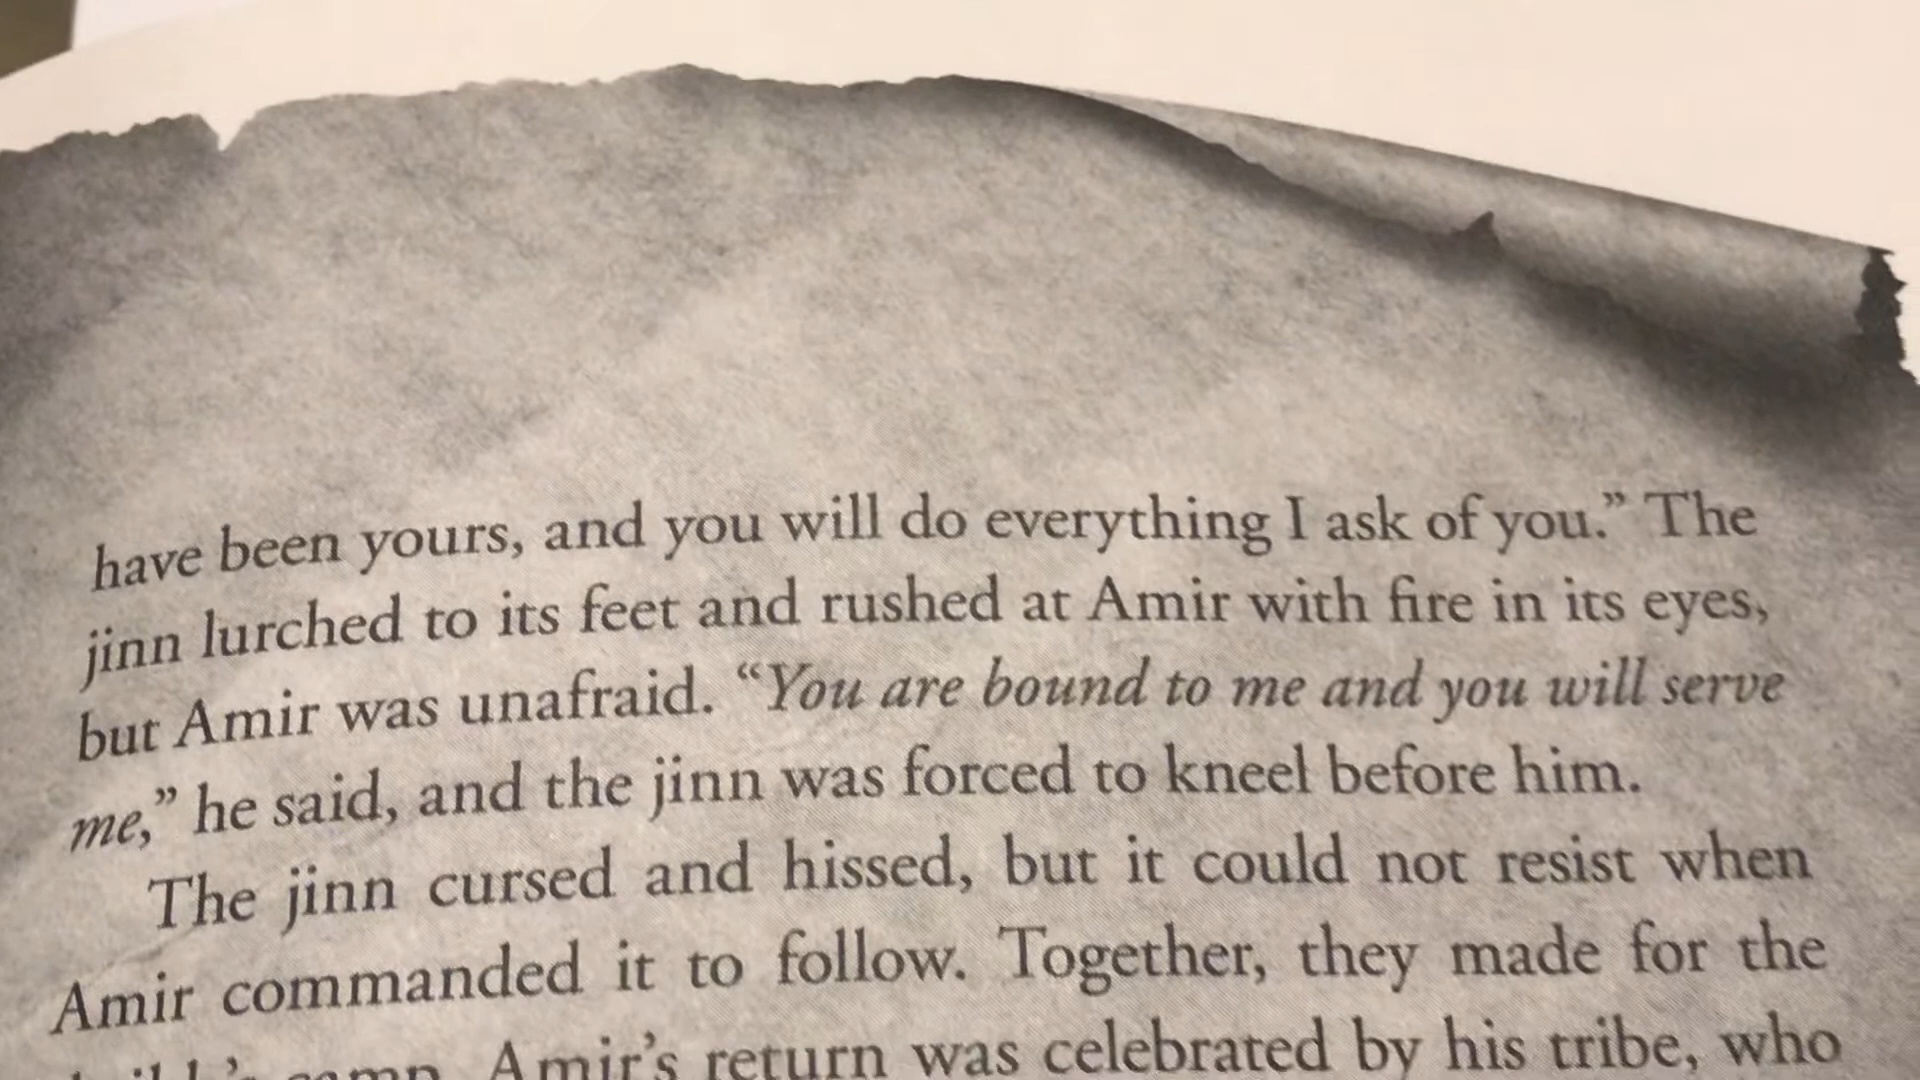 have been yours, and you will do everything I ask of you.” The
jinn lurched to its feet and rushed at Amir with fire in its eyes,
but Amir was unafraid. “You are bound to me and you will serve
me,” he said, and the jinn was forced to kneel before him.
The jinn cursed and hissed, but it could not resist when
Amir commanded it to follow. Together, they made for the
camp. Amir’s return was celebrated by his tribe, who